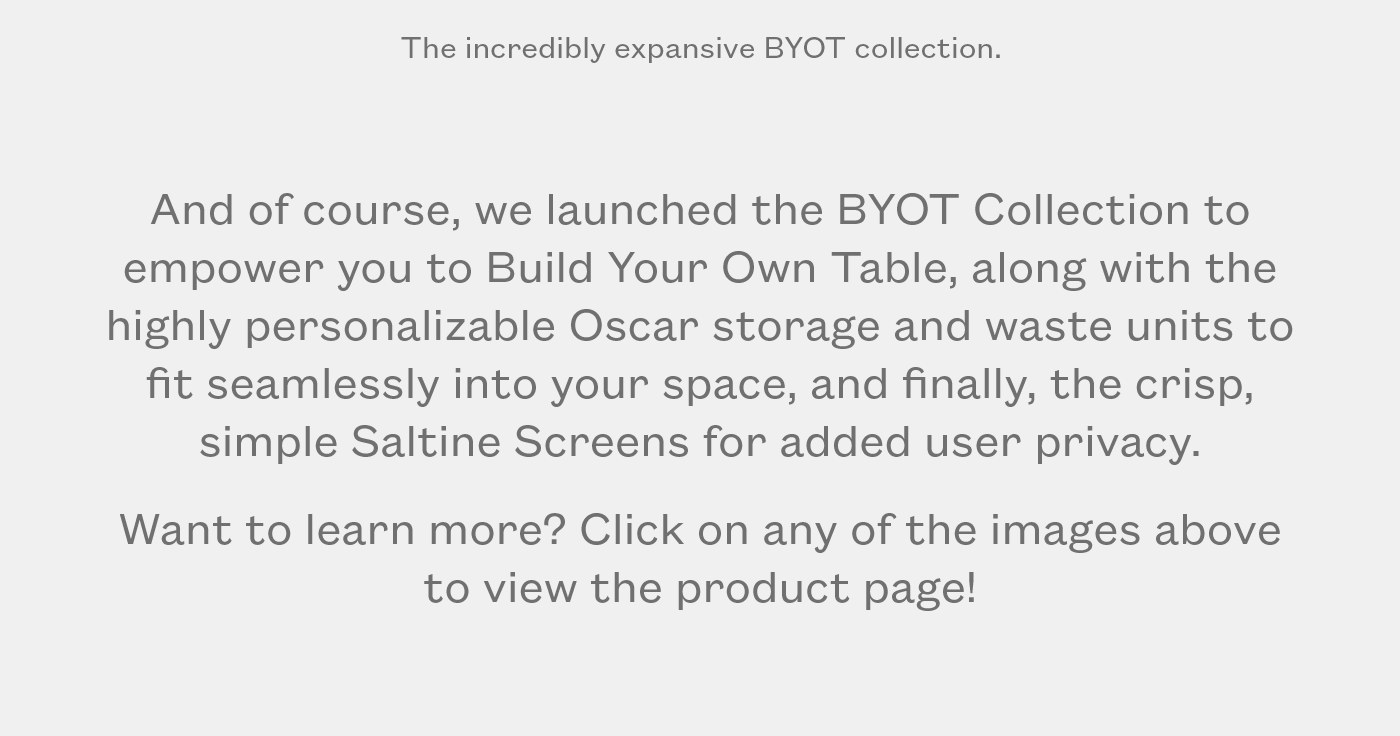 The incredibly expansive BYOT collection.
And of course, we launched the BYOT Collection to
empower you to Build Your Own Table, along with the
highly personalizable Oscar storage and waste units to
fit seamlessly into your space, and finally, the crisp,
simple Saltine Screens for added user privacy.
Want to learn more? Click on any of the images above
to view the product page!